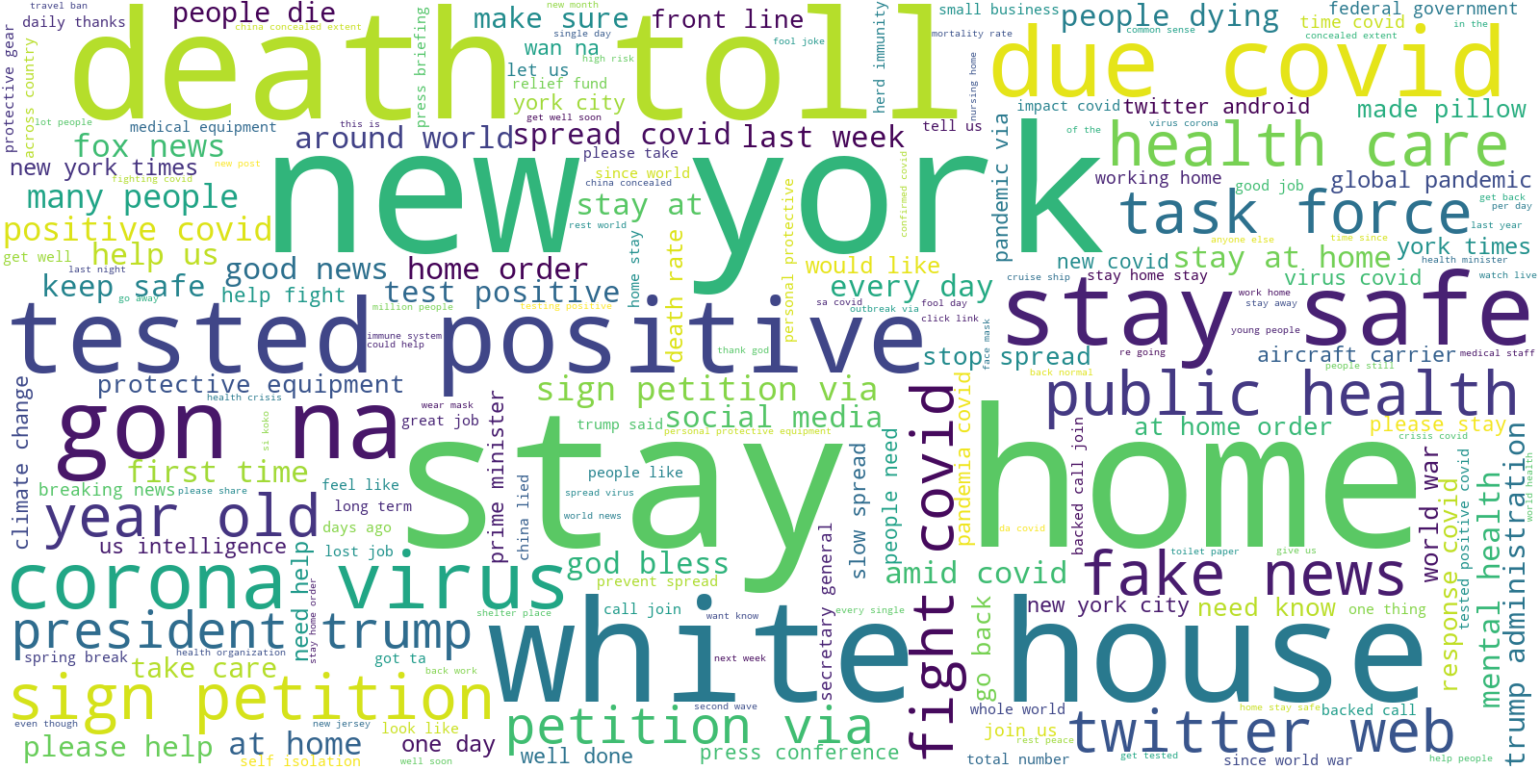 travel ban
daily thanks
people die
china concealed extent
death toll
press briefing
make sure
new month
single day
wan na
fool joke
let us
high risk
relief fund
york city
get well soon
front line
herd immunity
small business
mortality rate
nursing home
people dying
common sense
federal government
time covid
in the
concealed extent
due covid
protective gear
across country
lot people
medical equipment
this is
fox news
around world
spread covid
last week
tell us
pandemic via
impact covid
twitter android
made pillow
of the
virus corona
health care
new york times
new post
fighting covid
please take
since world
china concealed
new york
working home
good job
global pandemic
get back
per day
many people
stay at
rest world
personal protective
confirmed covid
task force
last year
positive covid
help us
get well
anyone else
time since
york times
last night
good news
home order
home stay
death rate
would like
new covid
stay at home
health minister
keep safe
go away
help fight
test positive
million people
testing positive
sa covid
fool day
every day
outbreak via
click link
cruise ship
stay home stay
virus covid
watch live
work home
stay away
stay safe
tested positive
immune system
could help
thank god
stop spread
face mask
young people
re going
aircraft carrier
medical staff
people still
back normal
climate change
protective equipment
health crisis
wear mask
great job
prime minister
sign petition via
social media
trump said
personal protective equipment
fight covid
pandemia covid
public health
at home order
please stay
crisis covid
gon na
si koko
first time
breaking news
please share
feel like
long term
days ago
year old
us intelligence
need help
lost job
stay home
people like
spread virus
world news
china lied
slow spread
people need
da covid
backed call join
world war
response covid
tested positive covid
mental health
world health
trump administration
corona virus
stay home order
god bless
prevent spread
secretary general
amid covid
toilet paper
give us
fake news
shelter place
call join
want know
every single
new york city
need know
one thing
president trump
spring break
health organization
got ta
take care
back work
white house
next week
go back
sign petition
second wave
whole world
home stay safe
backed call
even though
new jersey
look like
petition via
join us
rest peace
twitter web
please help
at home
self isolation
one day
well soon
well done
press conference
total number
get tested
since world war
help people